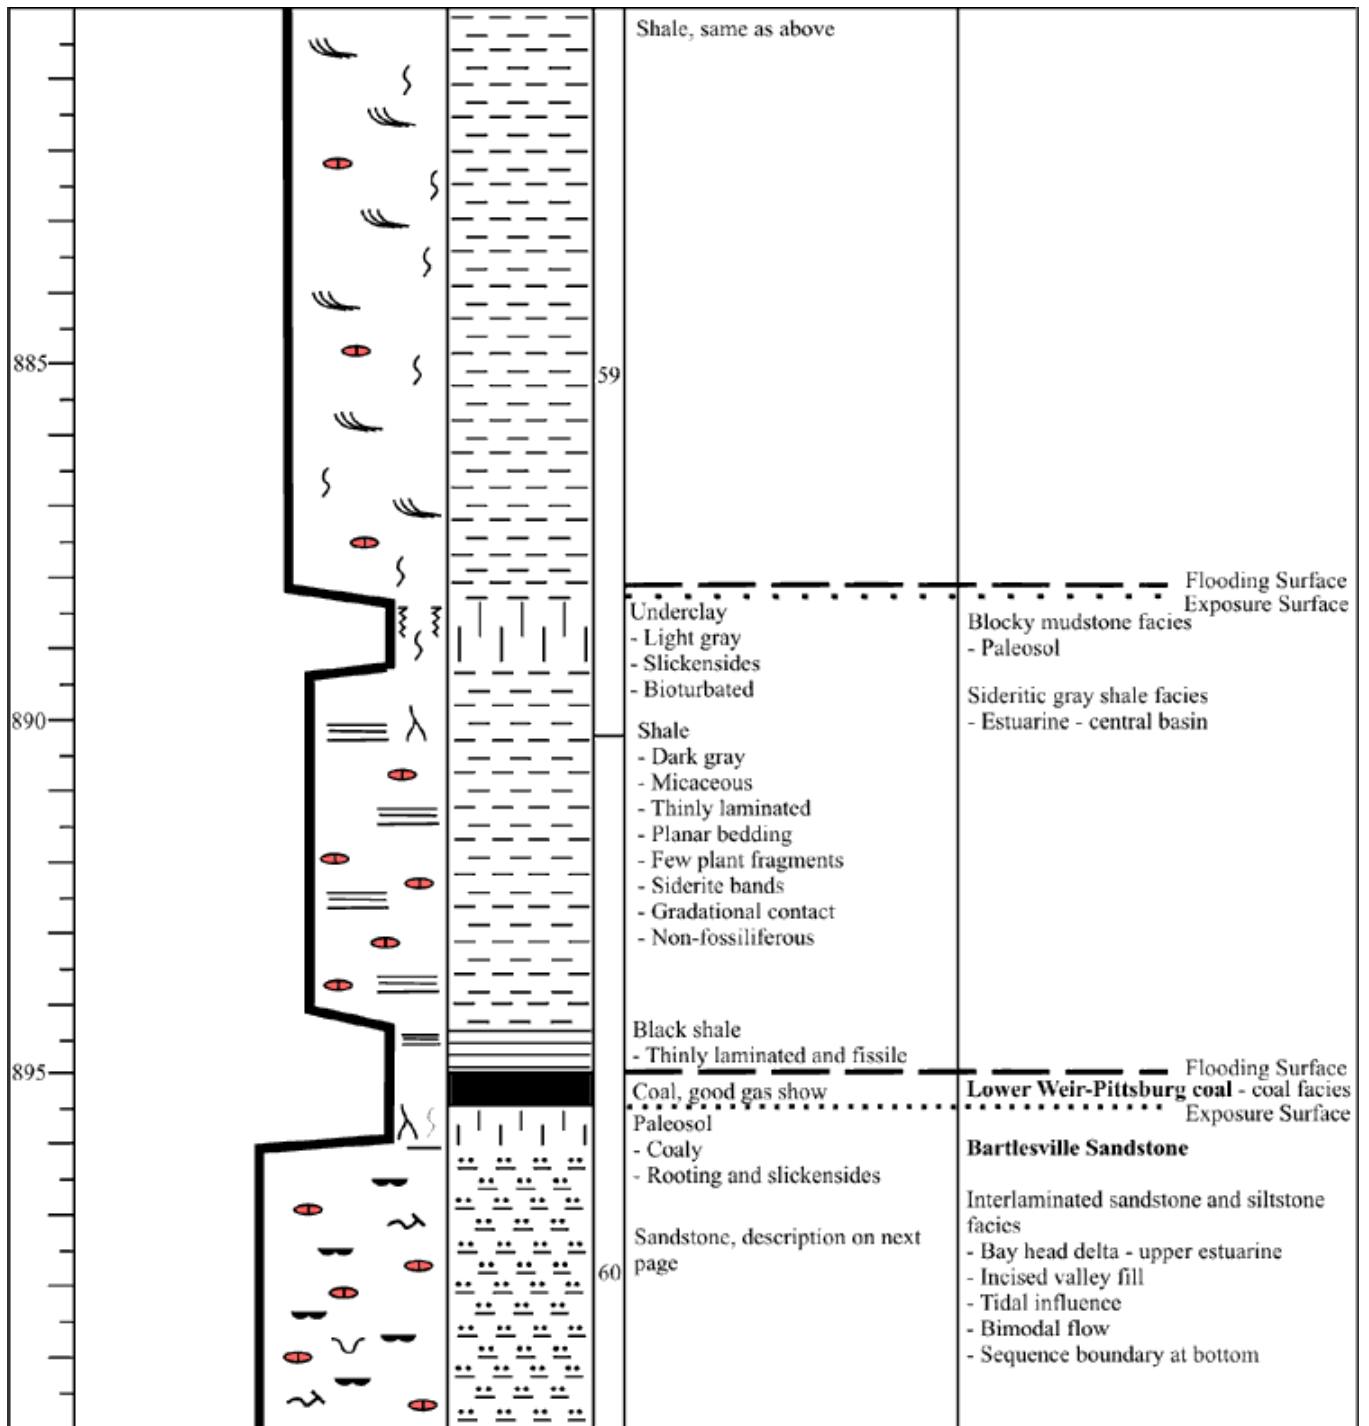 Shale, same as above
885
59
Flooding Surface
Exposure Surface
Underclay
- Light gray
- Slickensides
- Bioturbated
Blocky mudstone facies
- Paleosol
Sideritic gray shale facies
- Estuarine - central basin
890
Shale
- Dark gray
- Micaceous
- Thinly laminated
- Planar bedding
- Few plant fragments
- Siderite bands
- Gradational contact
- Non-fossiliferous
Black shale
- Thinly laminated and fissile
895
Flooding Surface
Coal, good gas show
Lower Weir-Pittsburg coal - coal facies
Exposure Surface
Paleosol
- Coaly
- Rooting and slickensides
Bartlesville Sandstone
Interlaminated sandstone and siltstone
facies
- Bay head delta - upper estuarine
- Incised valley fill
- Tidal influence
- Bimodal flow
- Sequence boundary at bottom
Sandstone, description on next
page
60